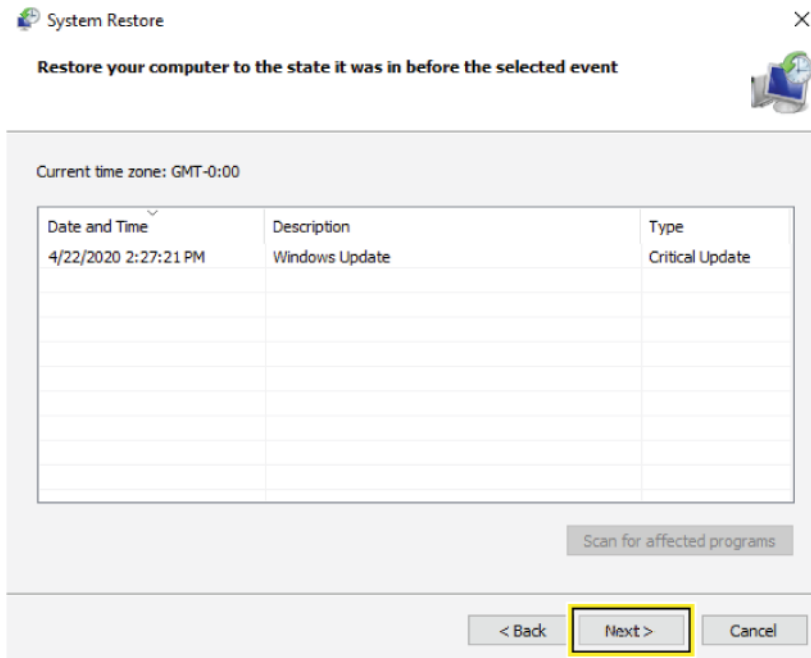 System Restore
Restore your computer to the state it was in before the selected event
Current time zone: GMT-0:00
Date and Time Description Type
4/22/2020 2:27:21 PM Windows Update Critical Update
Scan for affected programs
< Back Next > Cancel